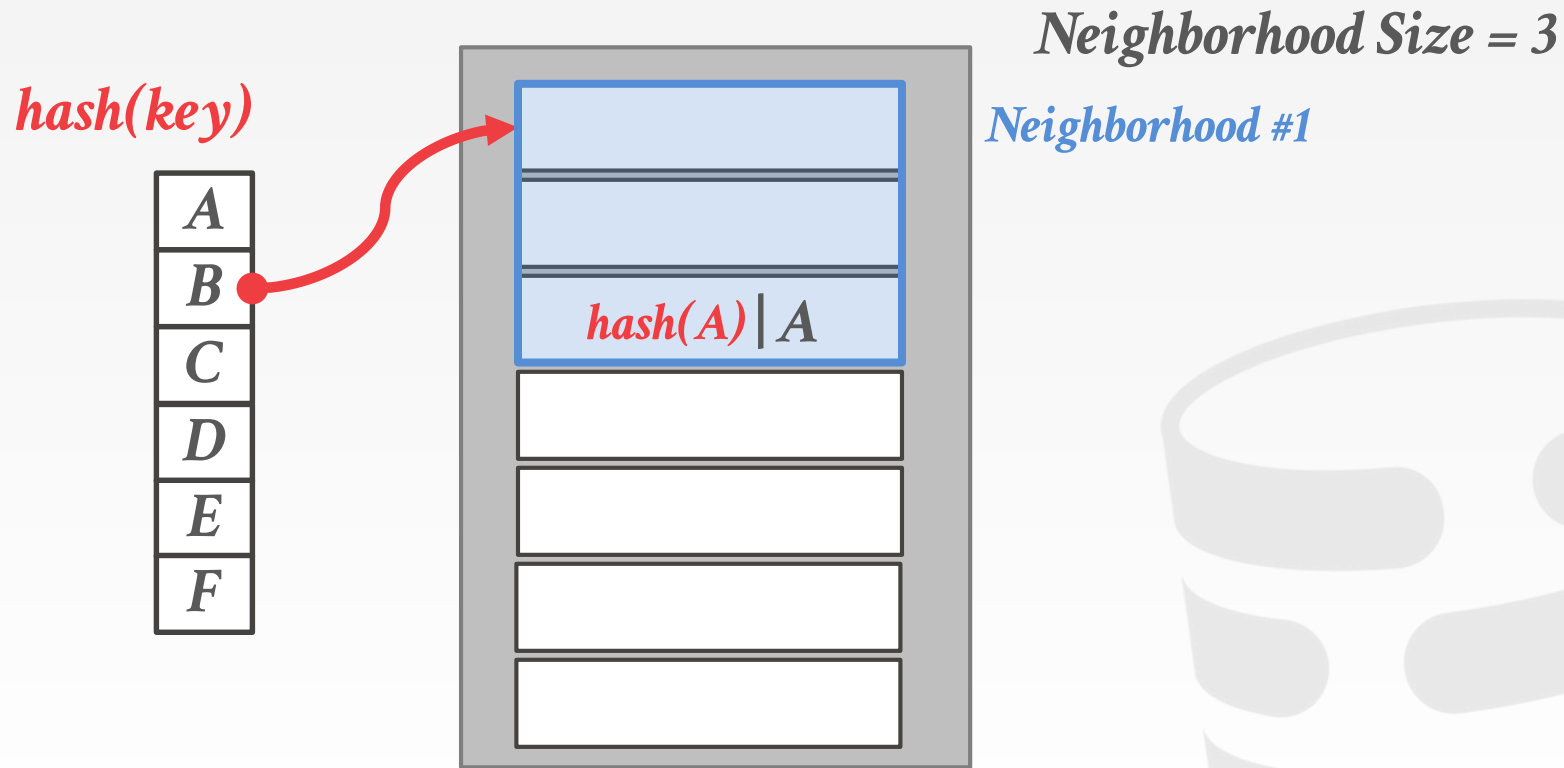 Neighborhood Size = 3
hash(key)
Neighborhood #1
A
B
C
D
E
F
hash(A) | A